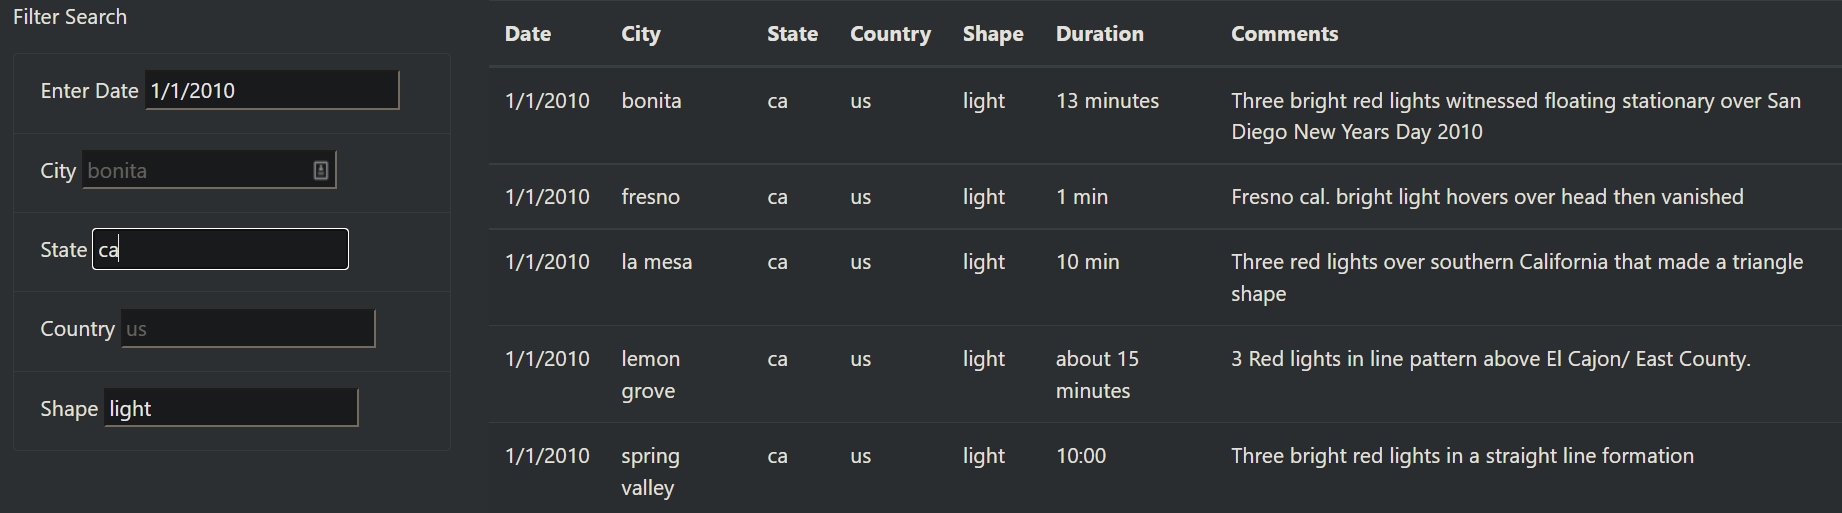 Filter Search
Enter Date 1/1/2010
City bonita
State ca
Country us
Shape light
Date City State Country Shape Duration Comments
1/1/2010 bonita ca us light 13 minutes Three bright red lights witnessed floating stationary over San
Diego New Years Day 2010
1/1/2010 fresno ca us light 1 min Fresno cal. bright light hovers over head then vanished
1/1/2010 la mesa ca us light 10 min Three red lights over southern California that made a triangle
shape
1/1/2010 lemon ca us light about 15 3 Red lights in line pattern above El Cajon/ East County.
grove minutes
1/1/2010 spring ca us light 10:00 Three bright red lights in a straight line formation
valley